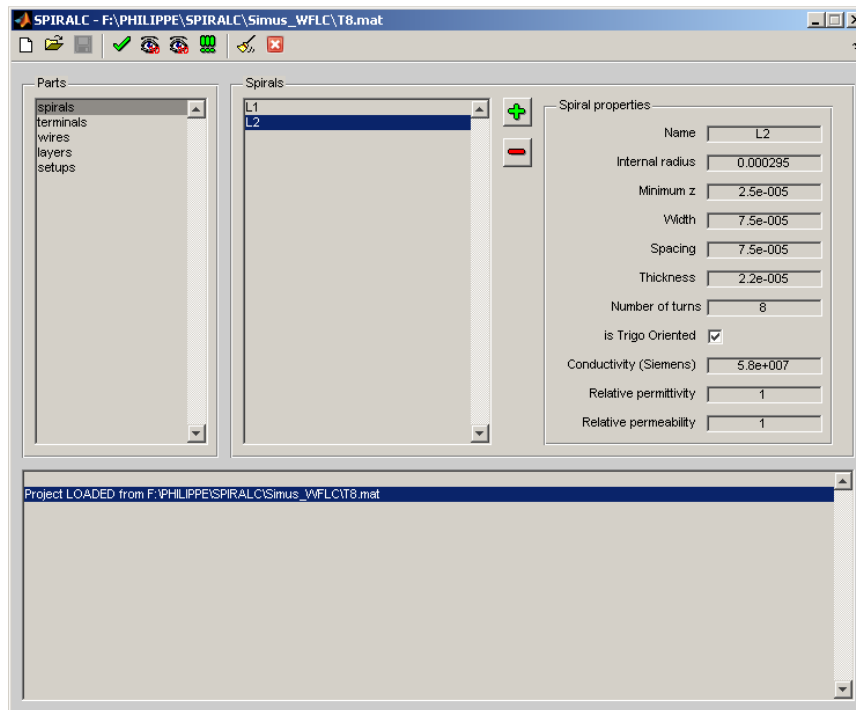 SPIRALC - F:\PHILIPPE\SPIRALC\Simus_WFLC\T8.mat
Parts
spirals
terminals
wires
layers
setups
Spirals
L1
L2
Spiral properties
Name L2
Internal radius 0.000295
Minimum z 2.5e-005
Width 7.5e-005
Spacing 7.5e-005
Thickness 2.2e-005
Number of turns 8
is Trigo Oriented
Conductivity (Siemens) 5.8e+007
Relative permittivity 1
Relative permeability 1
Project LOADED from F:\PHILIPPE\SPIRALC\Simus_WFLC\T8.mat